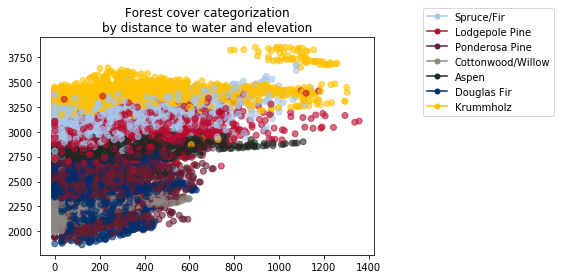 Forest cover categorization
by distance to water and elevation
3750
3500
3250
3000
2750
2500
2250
2000
0 200 400 600 800 1000 1200 1400
Spruce/Fir
Lodgepole Pine
Ponderosa Pine
Cottonwood/Willow
Aspen
Douglas Fir
Krummholz